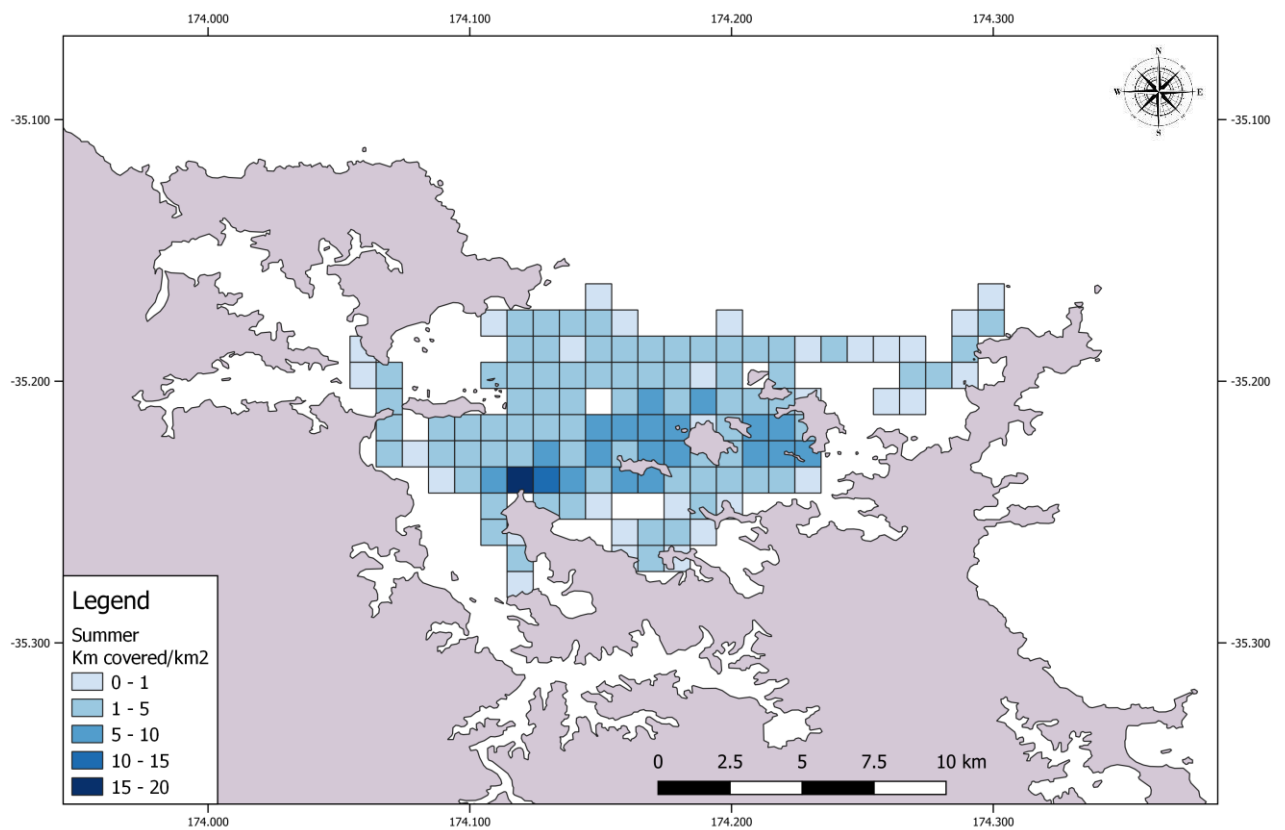 174.000 174.100 174.200 174.300
N
W E
S
-35.100 -35.100
-35.200 -35.200
-35.300 -35.300
Legend
Summer
Km covered/km2
0 - 1
1 - 5
5 - 10
10 - 15
15 - 20
0 2.5 5 7.5 10 km
174.000 174.100 174.200 174.300